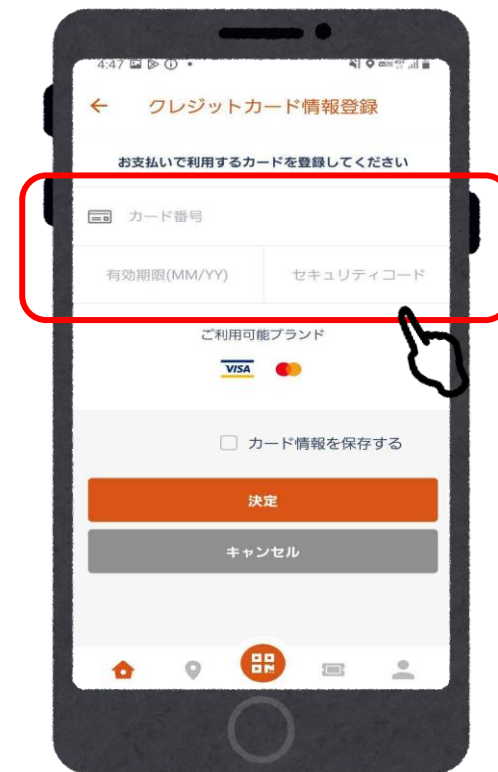 4:47
クレジットカード情報登録
お支払いで利用するカードを登録してください
カード番号
有効期限(MM/YY) セキュリティコード
ご利用可能ブランド
VISA
カード情報を保存する
決定
キャンセル